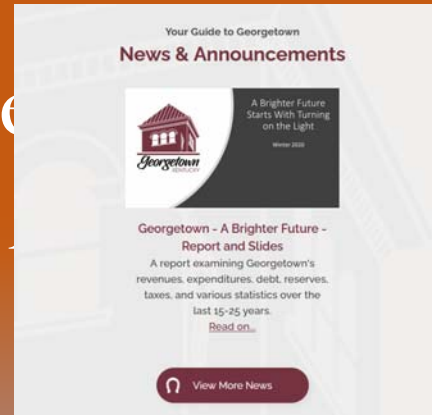 Your Guide to Georgetown
News & Announcements
A Brighter Future
Starts With Turning
on the Light
Winter 2020
Georgetown
KENTUCKY
Georgetown - A Brighter Future -
Report and Slides
A report examining Georgetown's
revenues, expenditures, debt, reserves,
taxes, and various statistics over the
last 15-25 years.
Read on...
View More News